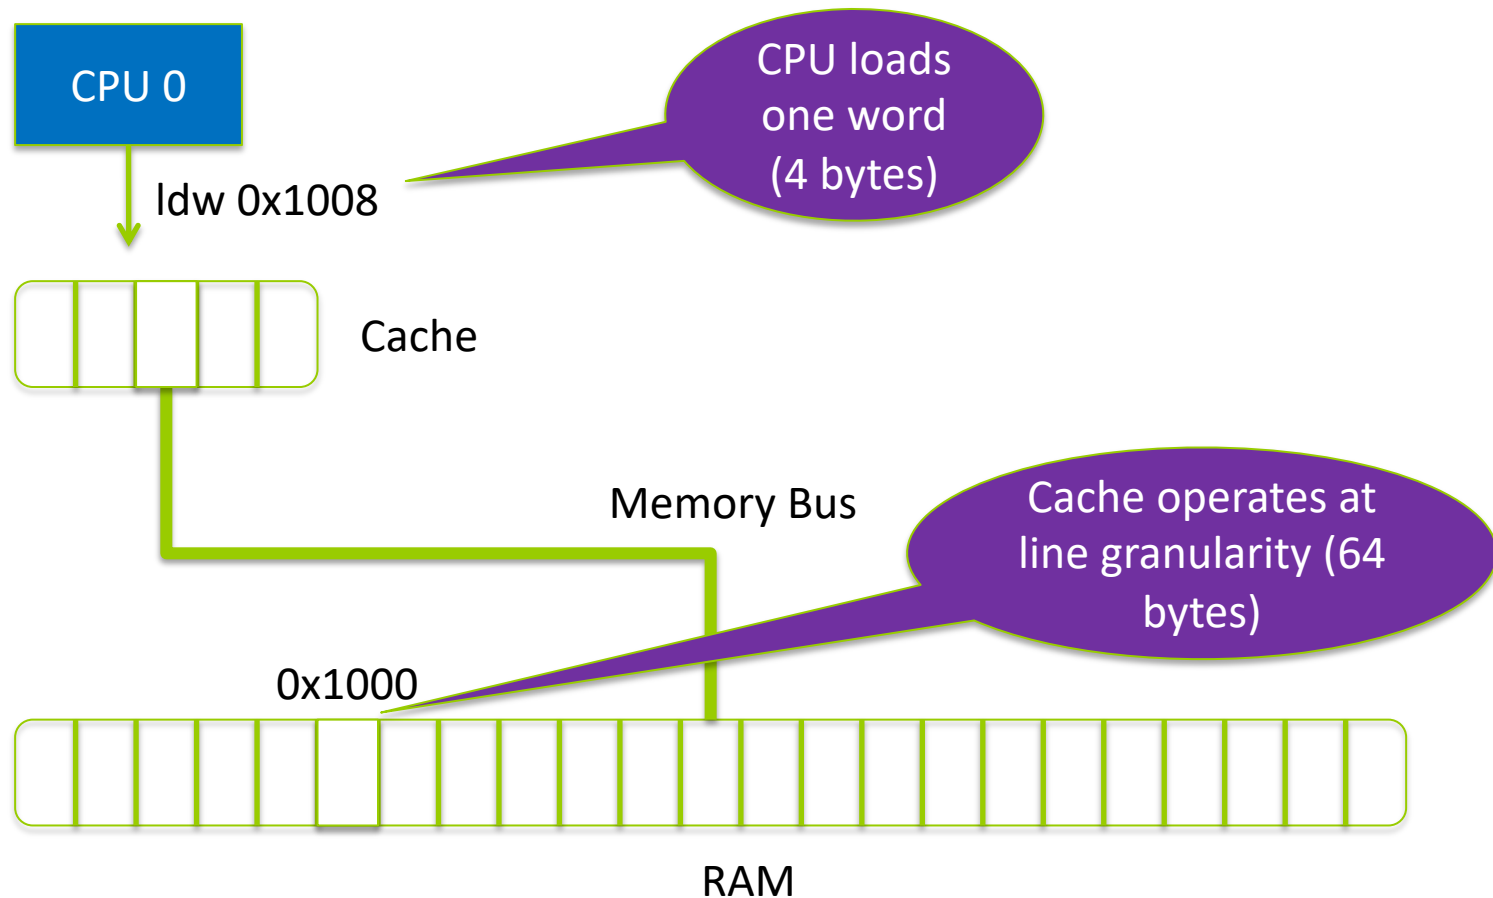 CPU 0
CPU loads
one word
(4 bytes)
ldw 0x1008
Cache
Memory Bus
Cache operates at
line granularity (64
bytes)
0x1000
RAM